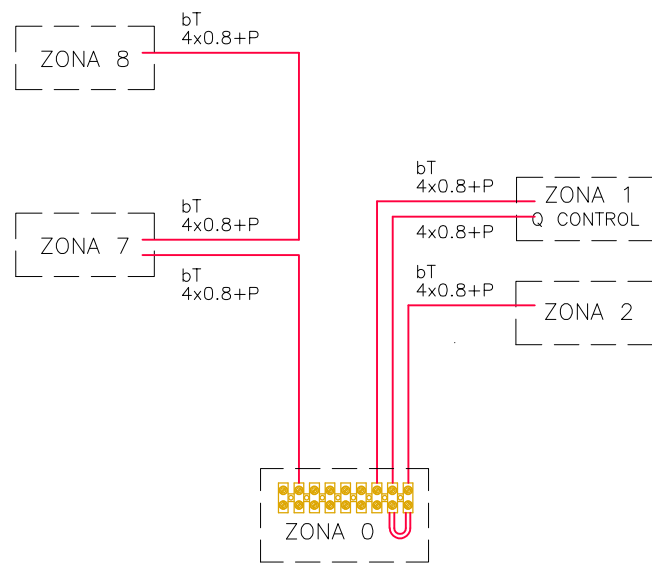 bT
4x0.8+P
ZONA 8
bT
4x0.8+P
ZONA 7
bT
4x0.8+P
bT
4x0.8+P
ZONA 1
Q CONTROL
4x0.8+P
bT
4x0.8+P
ZONA 2
ZONA 0